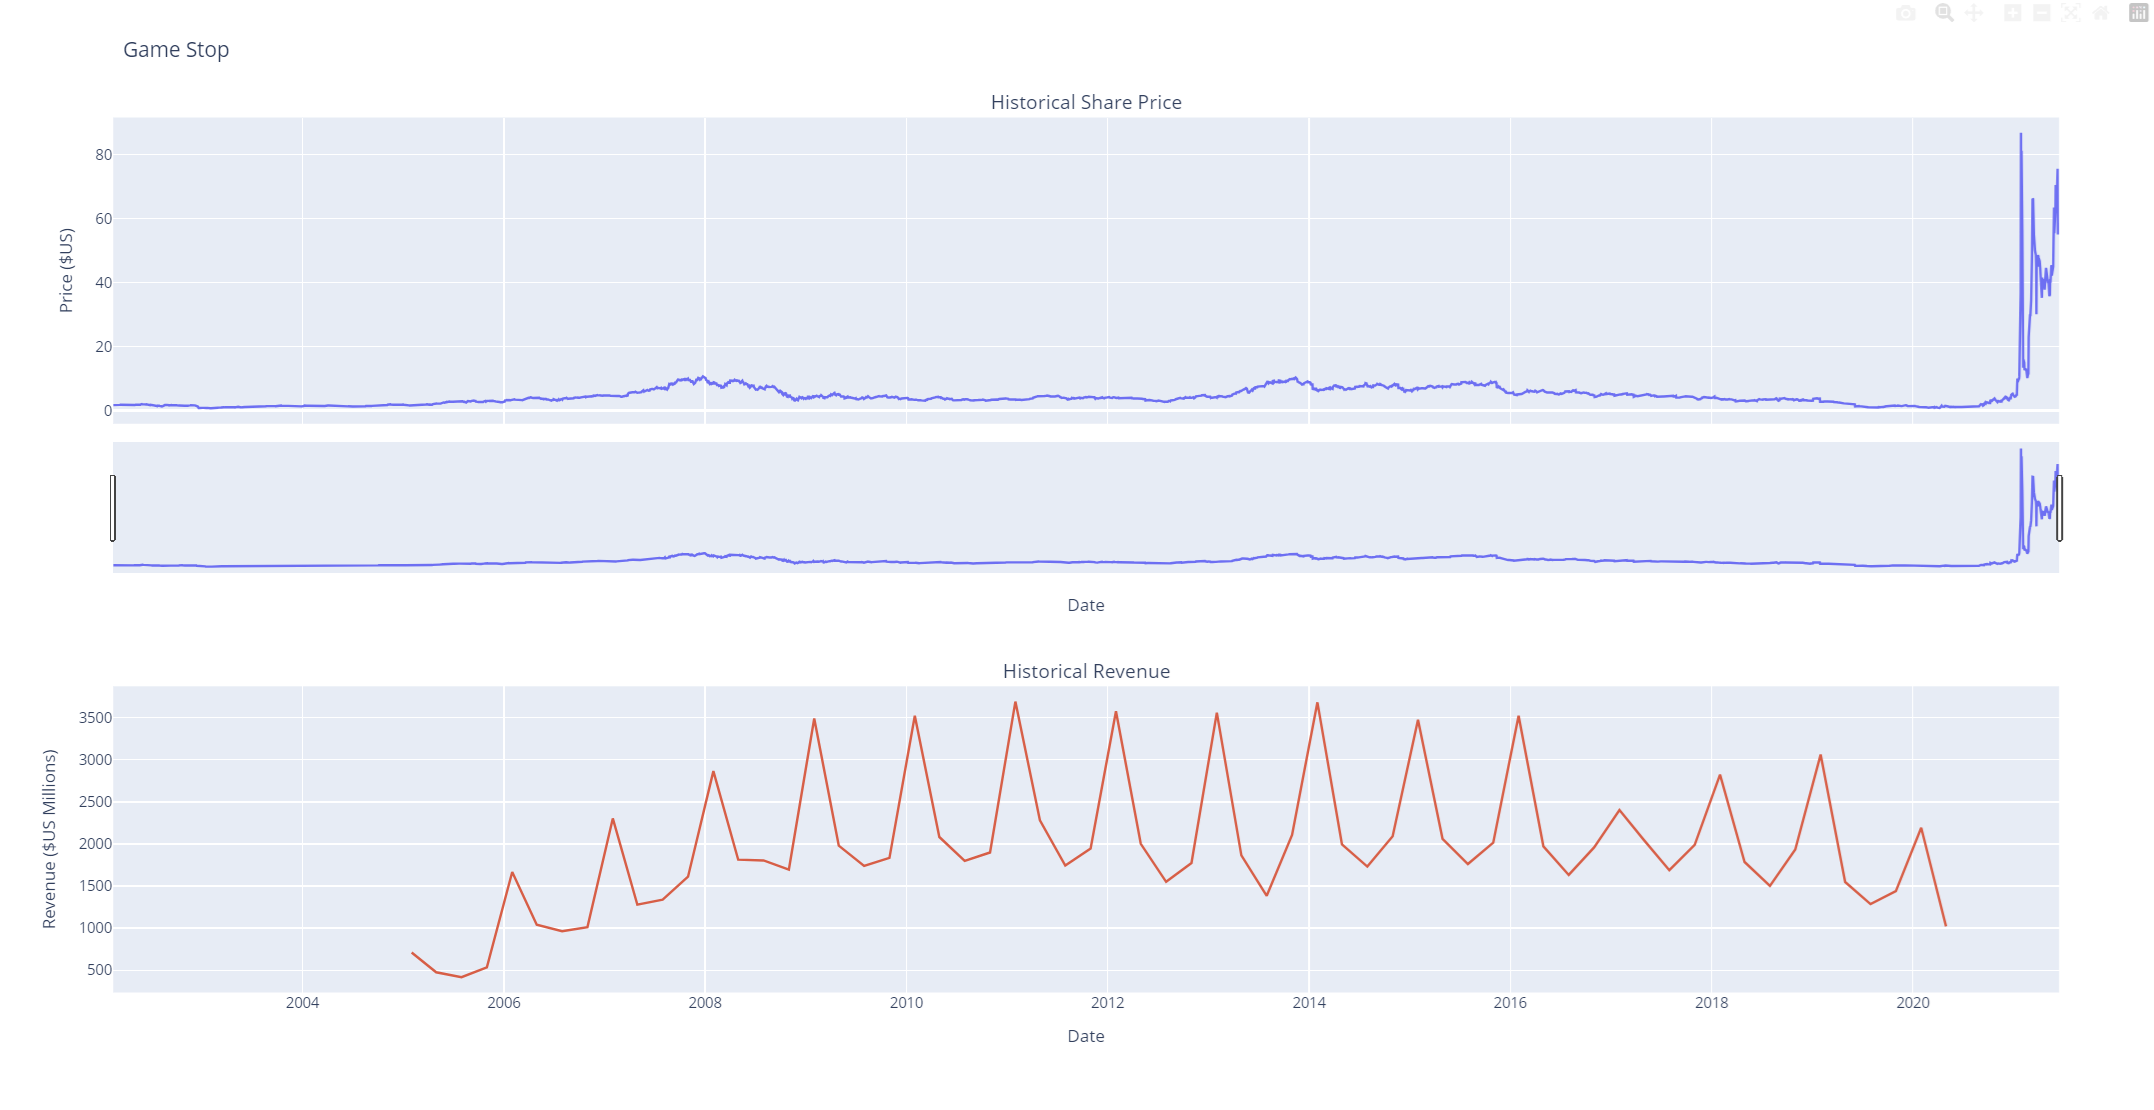 Game Stop
Historical Share Price
80
60
40
20
0
Price ($US)
Date
Historical Revenue
3500
3000
2500
2000
1500
1000
500
Revenue ($US Millions)
2004 2006 2008 2010 2012 2014 2016 2018 2020
Date